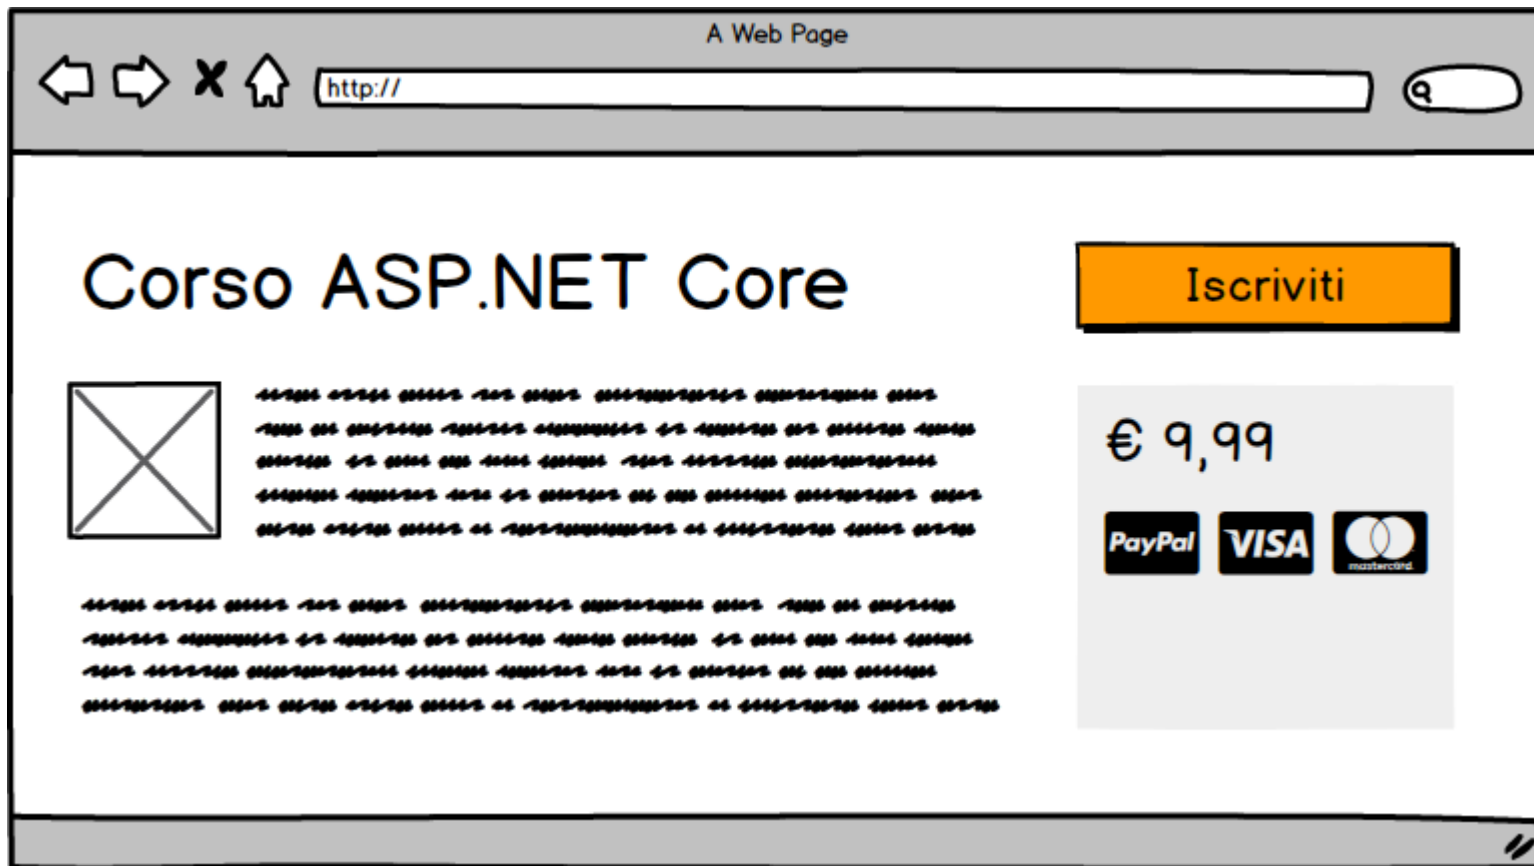 A Web Page
http://
Corso ASP.NET Core
Iscriviti
€ 9,99
PayPal VISA mastercard.